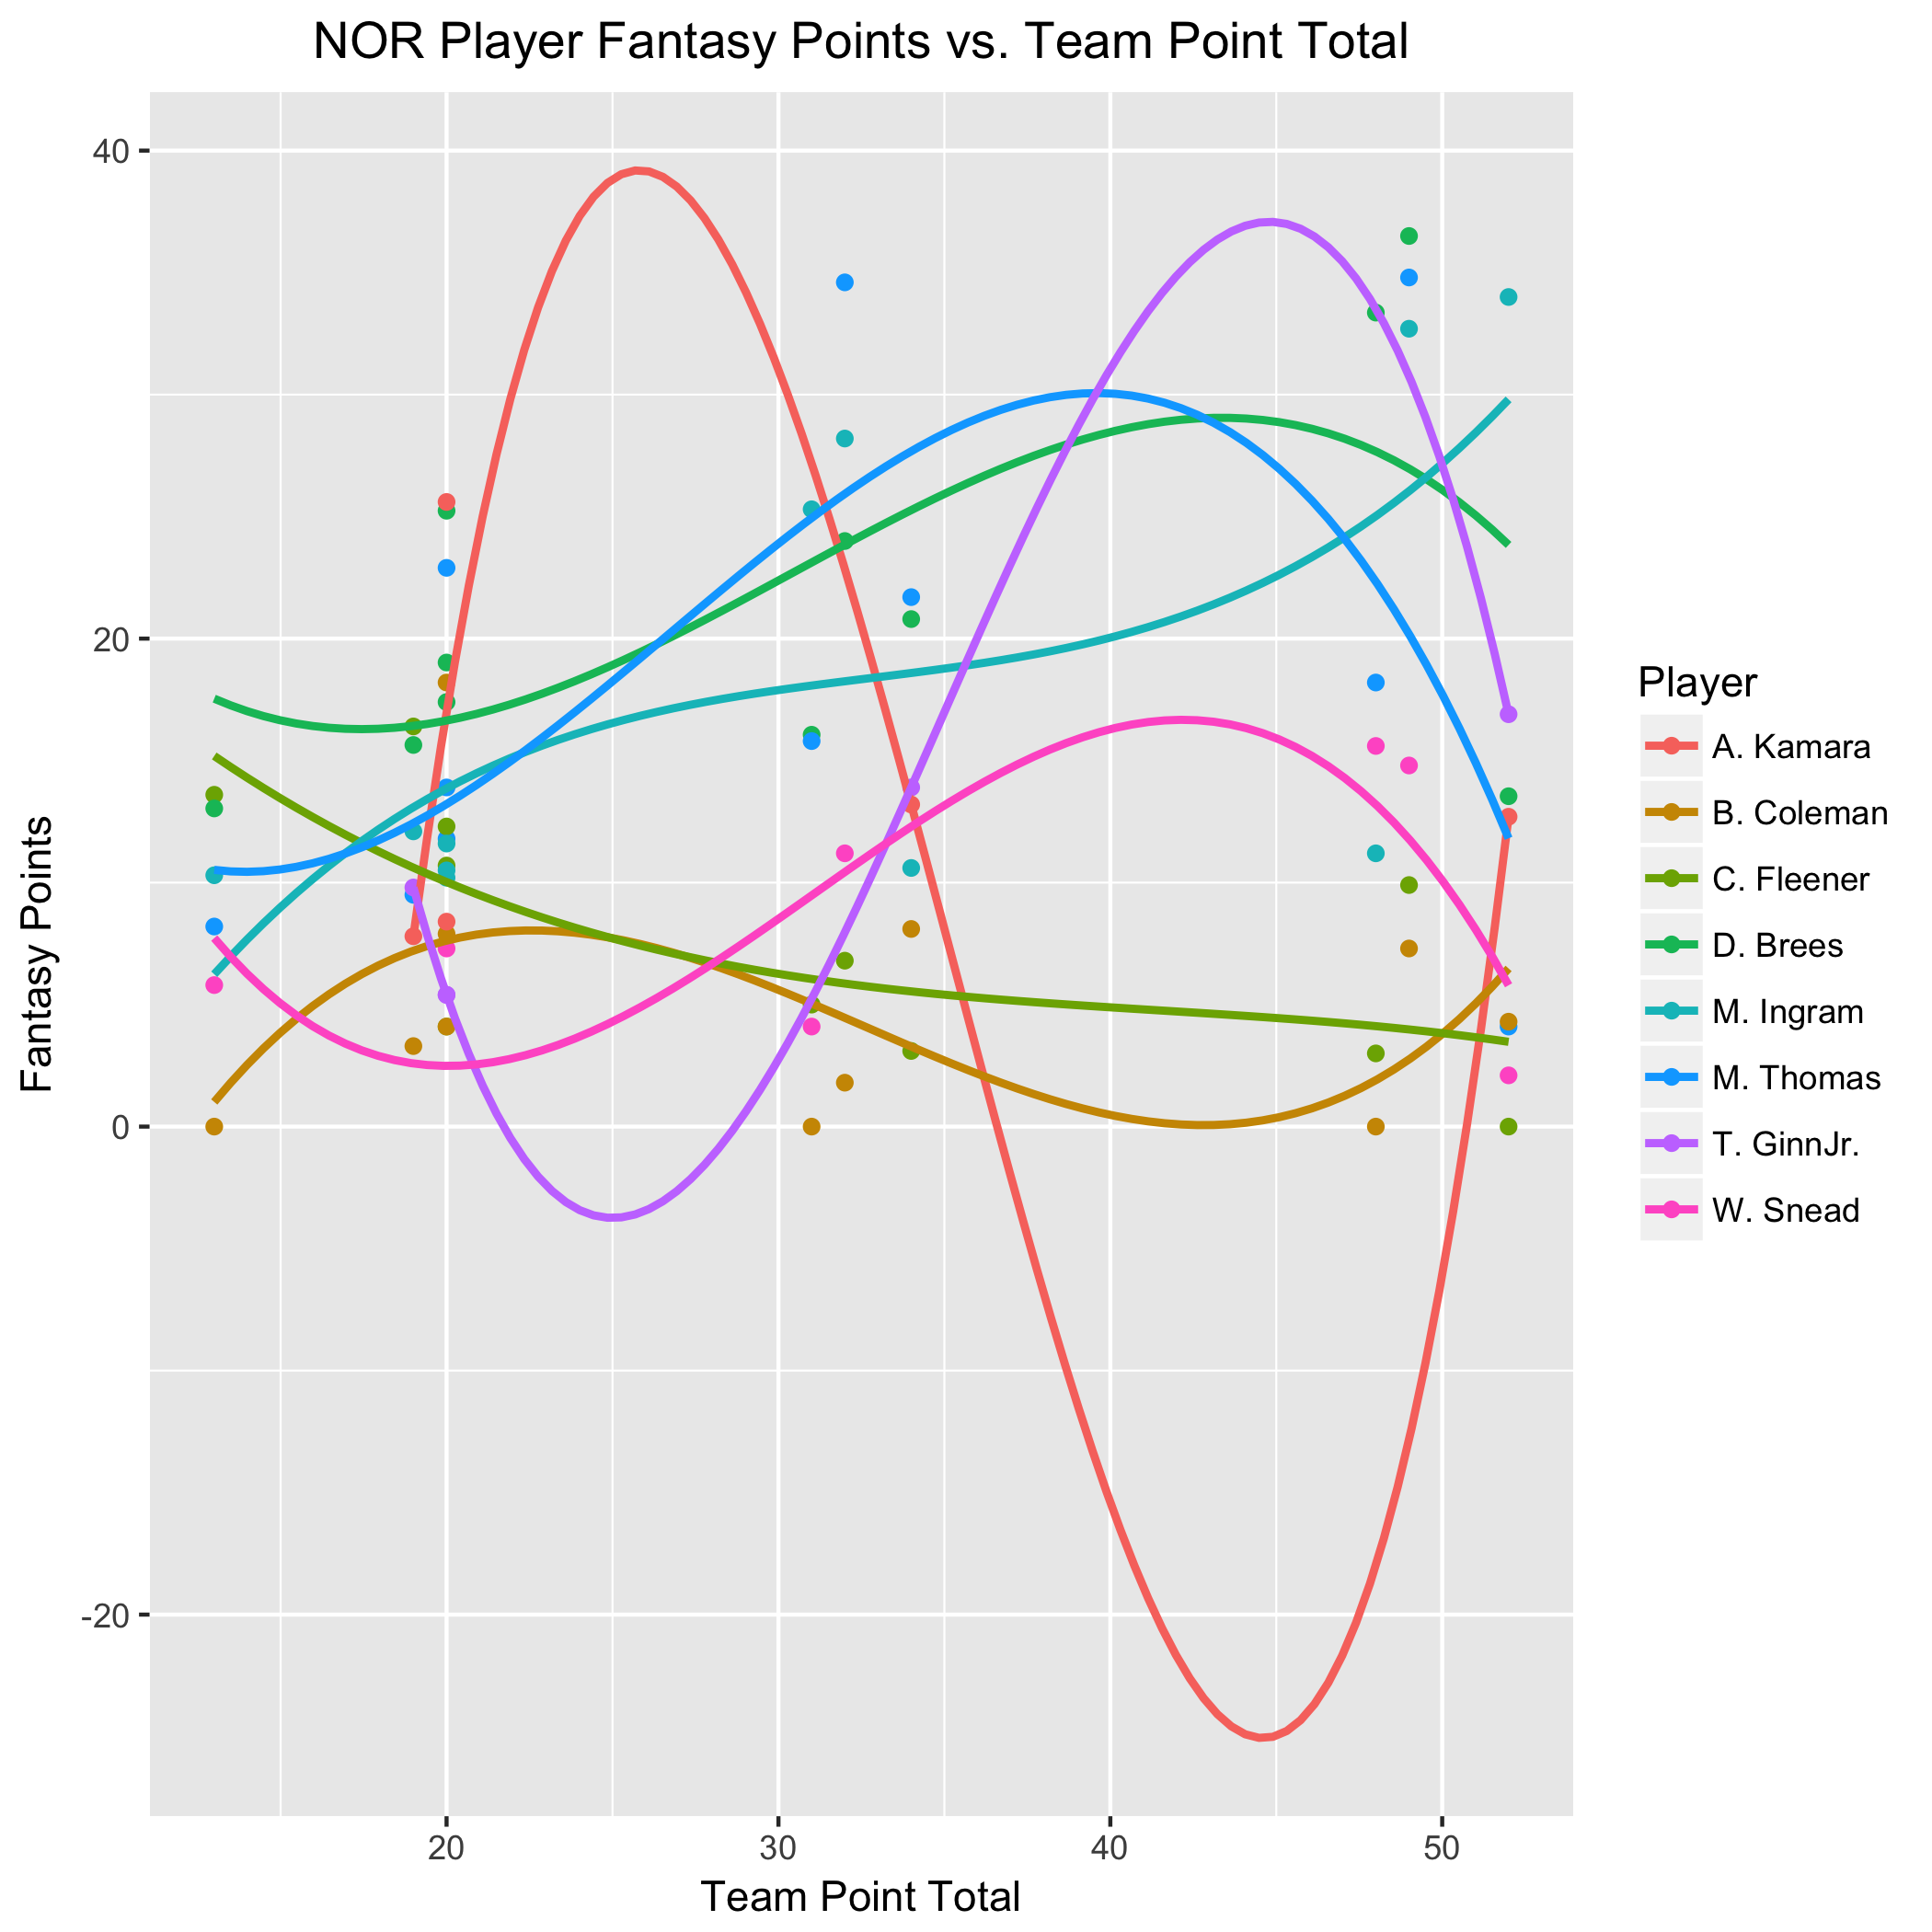 NOR Player Fantasy Points vs. Team Point Total
40
20
0
-20
Fantasy Points
20
30
40
50
Team Point Total
Player
A. Kamara
B. Coleman
C. Fleener
D. Brees
M. Ingram
M. Thomas
T. GinnJr.
W. Snead